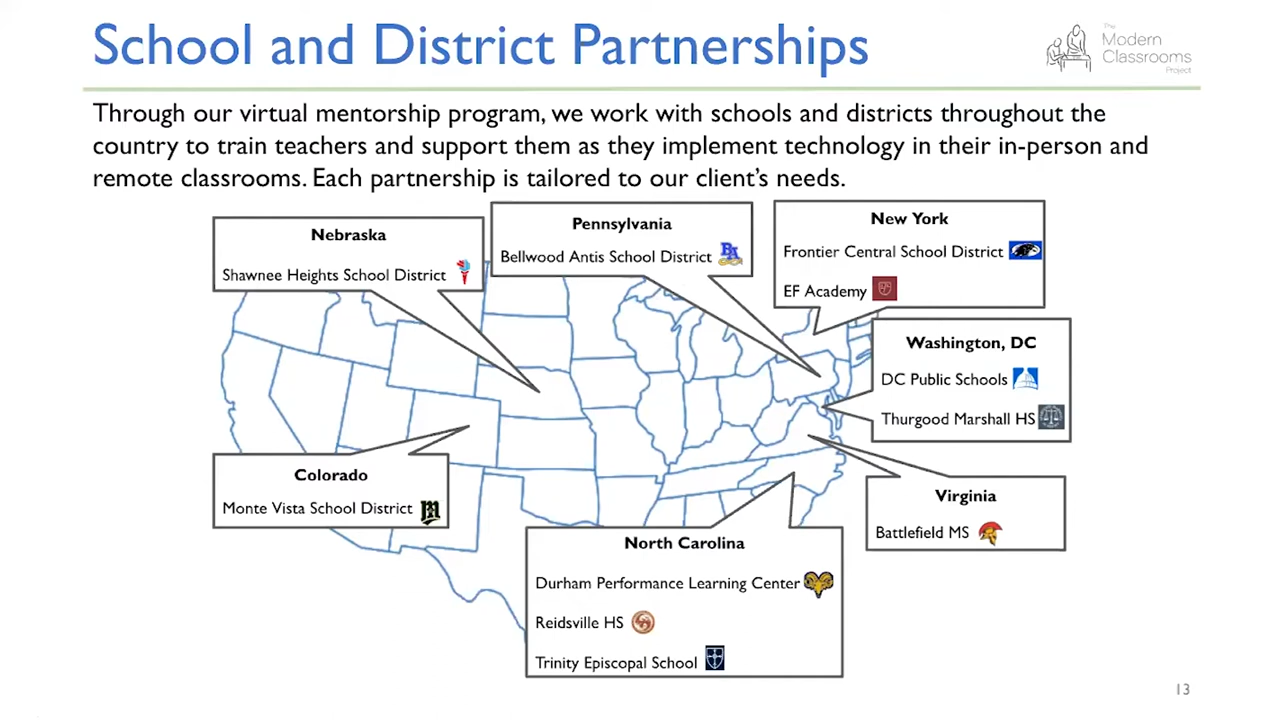 School and District Partnerships
The
Modern
Classrooms
Project
Through our virtual mentorship program, we work with schools and districts throughout the
country to train teachers and support them as they implement technology in their in-person and
remote classrooms. Each partnership is tailored to our client's needs.
Nebraska
Shawnee Heights School District
Pennsylvania
Bellwood Antis School District
BA
New York
Frontier Central School District
EF Academy
Washington, DC
DC Public Schools
Thurgood Marshall HS
Colorado
Monte Vista School District
M
Virginia
Battlefield MS
North Carolina
Durham Performance Learning Center
Reidsville HS
Trinity Episcopal School
13